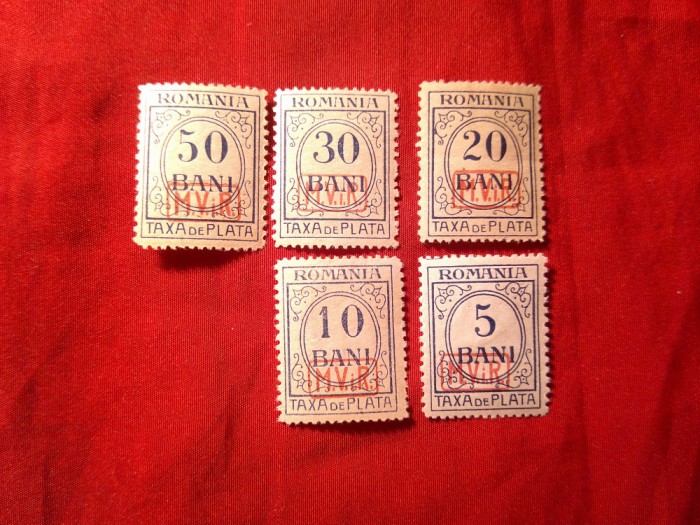 ROMANIA
50
BANI
M.V.i.R.
TAXA DE PLATA
ROMANIA
30
BANI
M.V.i.R.
TAXA DE PLATA
ROMANIA
20
BANI
M.V.i.R.
TAXA DE PLATA
ROMANIA
10
BANI
M.V.i.R.
TAXA DE PLATA
ROMANIA
5
BANI
M.V.i.R.
TAXA DE PLATA